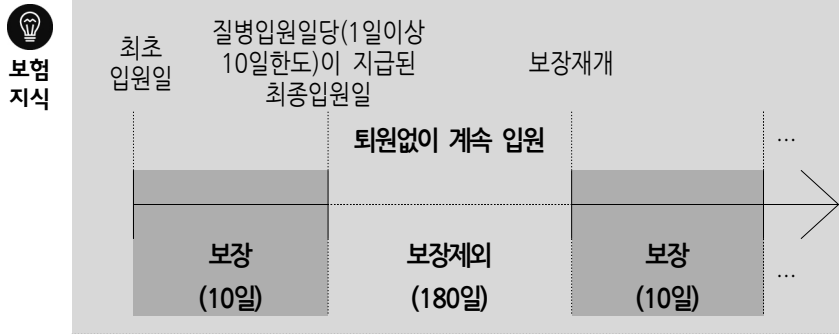 보험
지식
최초
입원일
질병입원일당(1일이상
10일한도)이 지급된
최종입원일
보장재개
퇴원없이 계속 입원
…
보장
(10일)
보장제외
(180일)
보장
(10일)
…